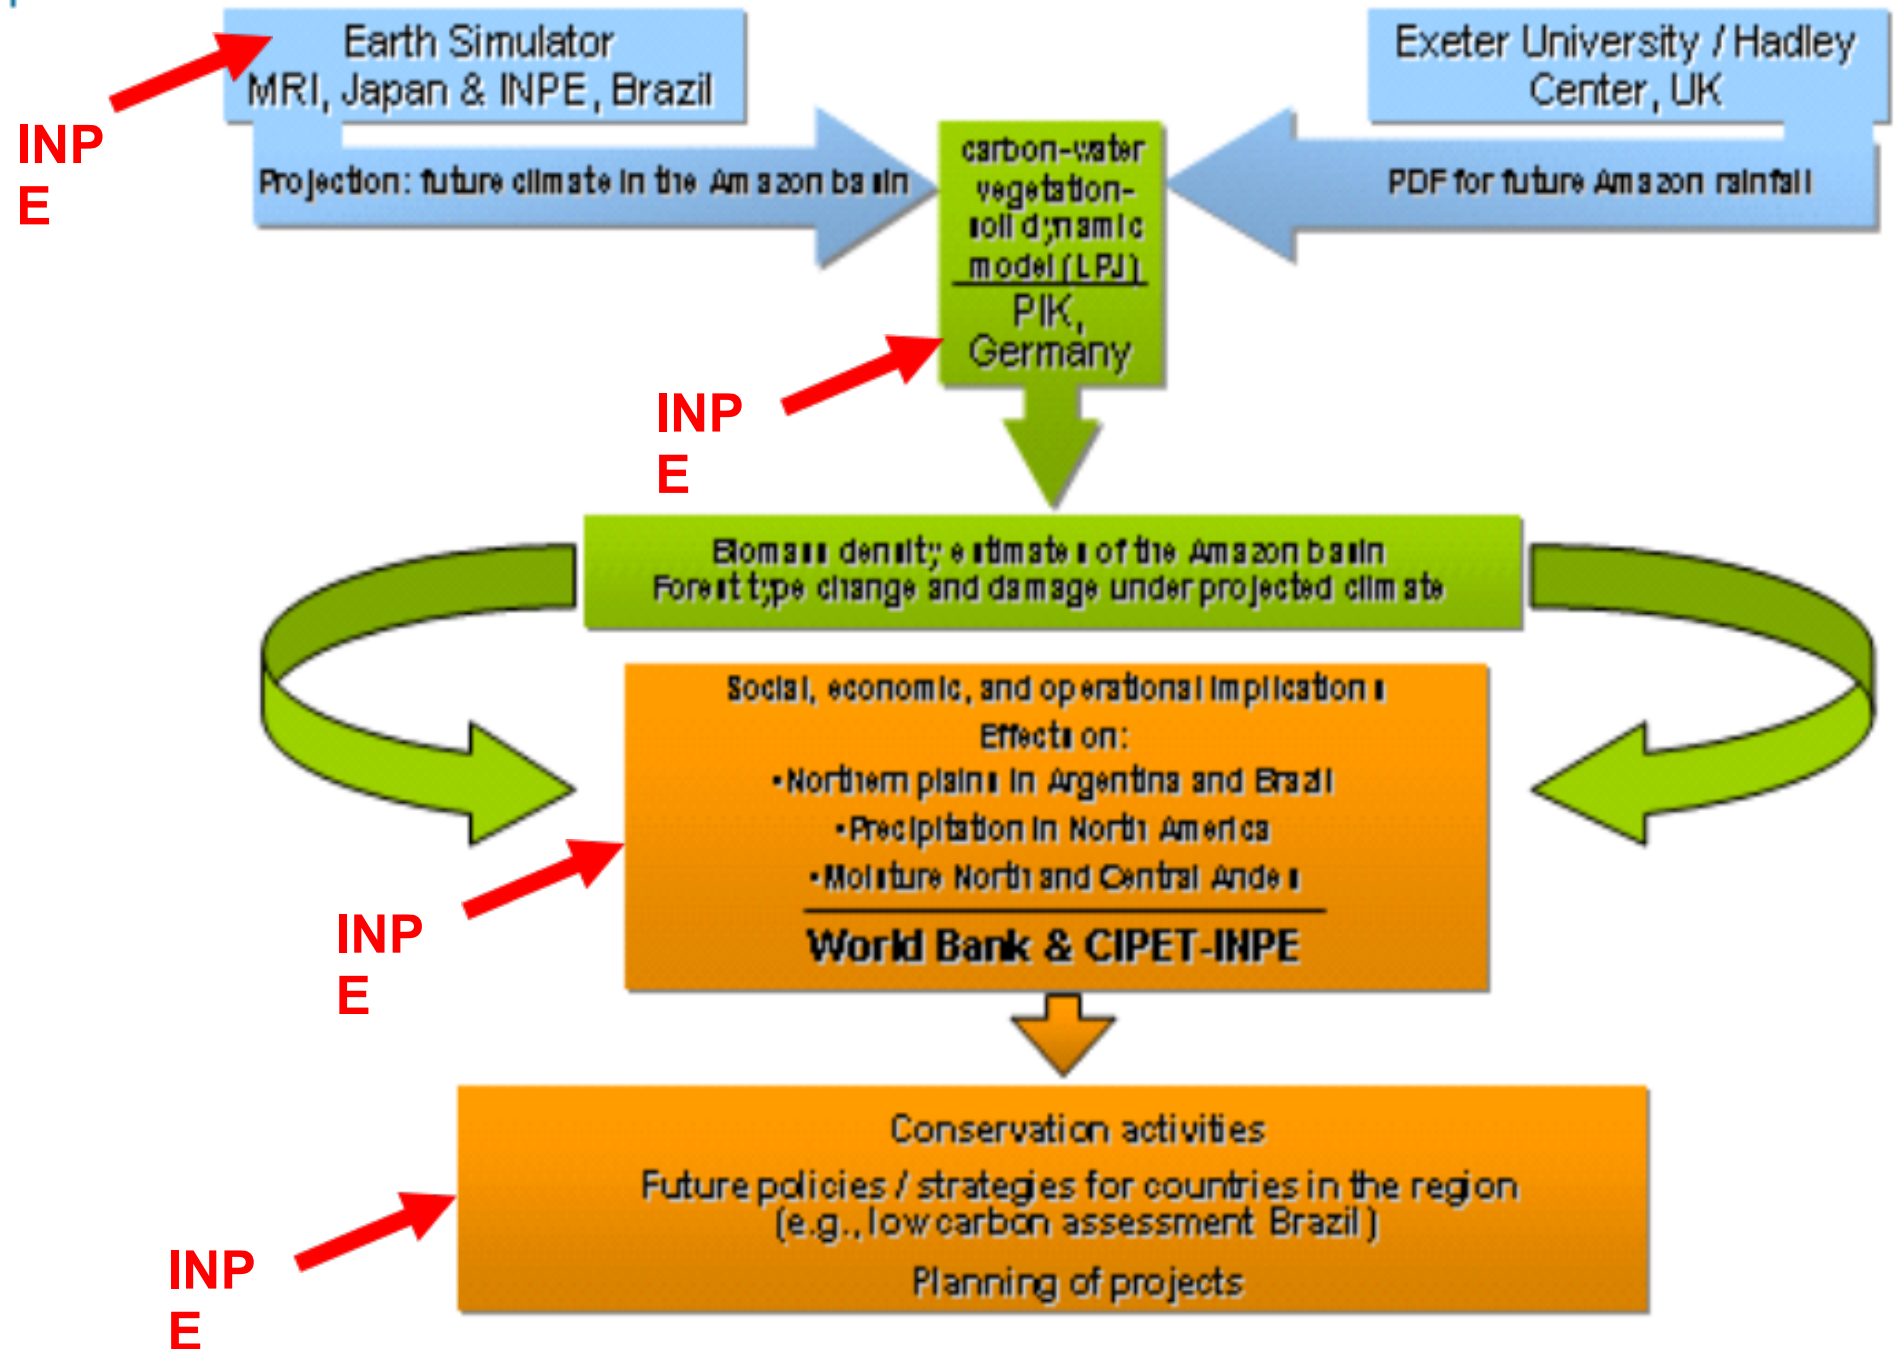 Earth Simulator
MRI, Japan & INPE, Brazil
Exeter University / Hadley
Center, UK
INP
E
Projection: future climate in the Amazon basin
carbon-water
vegetation-
soil dynamic
model (LPJ)
PIK,
Germany
PDF for future Amazon rainfall
INP
E
Biomass density estimates of the Amazon basin
Forest type change and damage under projected climate
Social, economic, and operational implications
Effects on:
•Northern plains in Argentina and Brazil
•Precipitation in North America
•Moisture North and Central Andes
World Bank & CIPET-INPE
INP
E
Conservation activities
Future policies / strategies for countries in the region
(e.g., low carbon assessment Brazil)
Planning of projects
INP
E